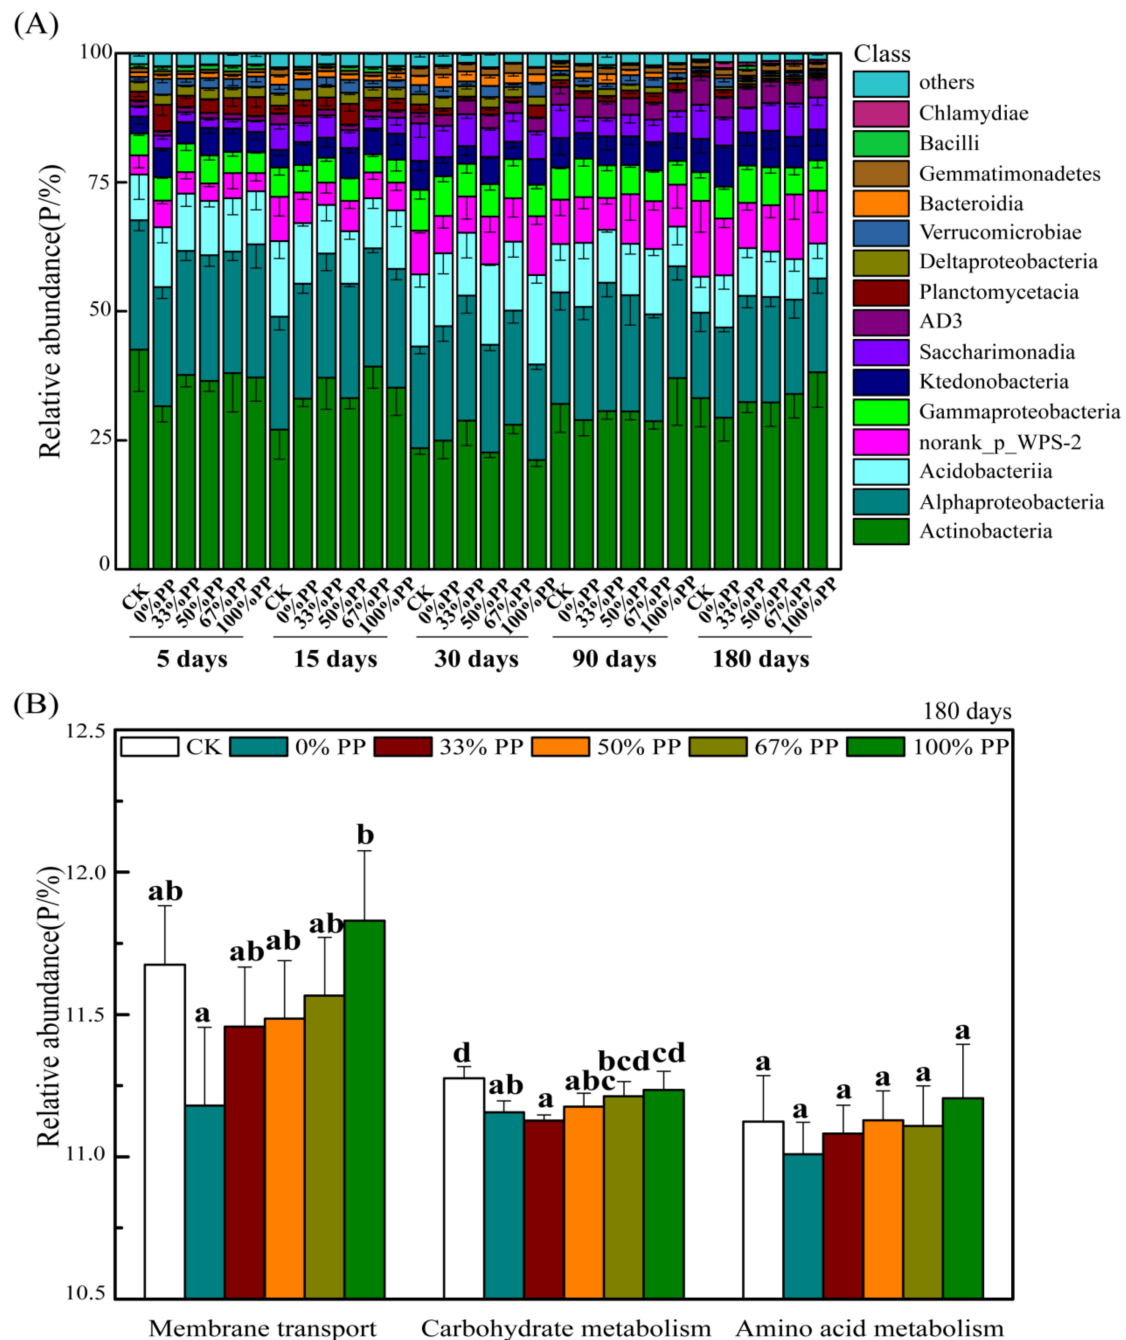 (A)
Relative abundance(P/%)
100
75
50
25
0
Class
others
Chlamydiae
Bacilli
Gemmatimonadetes
Bacteroidia
Verrucomicrobiae
Deltaproteobacteria
Planctomycetacia
AD3
Saccharimonadia
Ktedonobacteria
Gammaproteobacteria
norank_p_WPS-2
Acidobacteriia
Alphaproteobacteria
Actinobacteria
CK 0%PP 33%PP 50%PP 67%PP 100%PP CK 0%PP 33%PP 50%PP 67%PP 100%PP CK 0%PP 33%PP 50%PP 67%PP 100%PP CK 0%PP 33%PP 50%PP 67%PP 100%PP CK 0%PP 33%PP 50%PP 67%PP 100%PP
5 days 15 days 30 days 90 days 180 days
(B)
180 days
Relative abundance(P/%)
12.5
12.0
11.5
11.0
10.5
CK 0% PP 33% PP 50% PP 67% PP 100% PP
ab a ab ab ab b
d ab a abc bcd cd
a a a a a a
Membrane transport Carbohydrate metabolism Amino acid metabolism